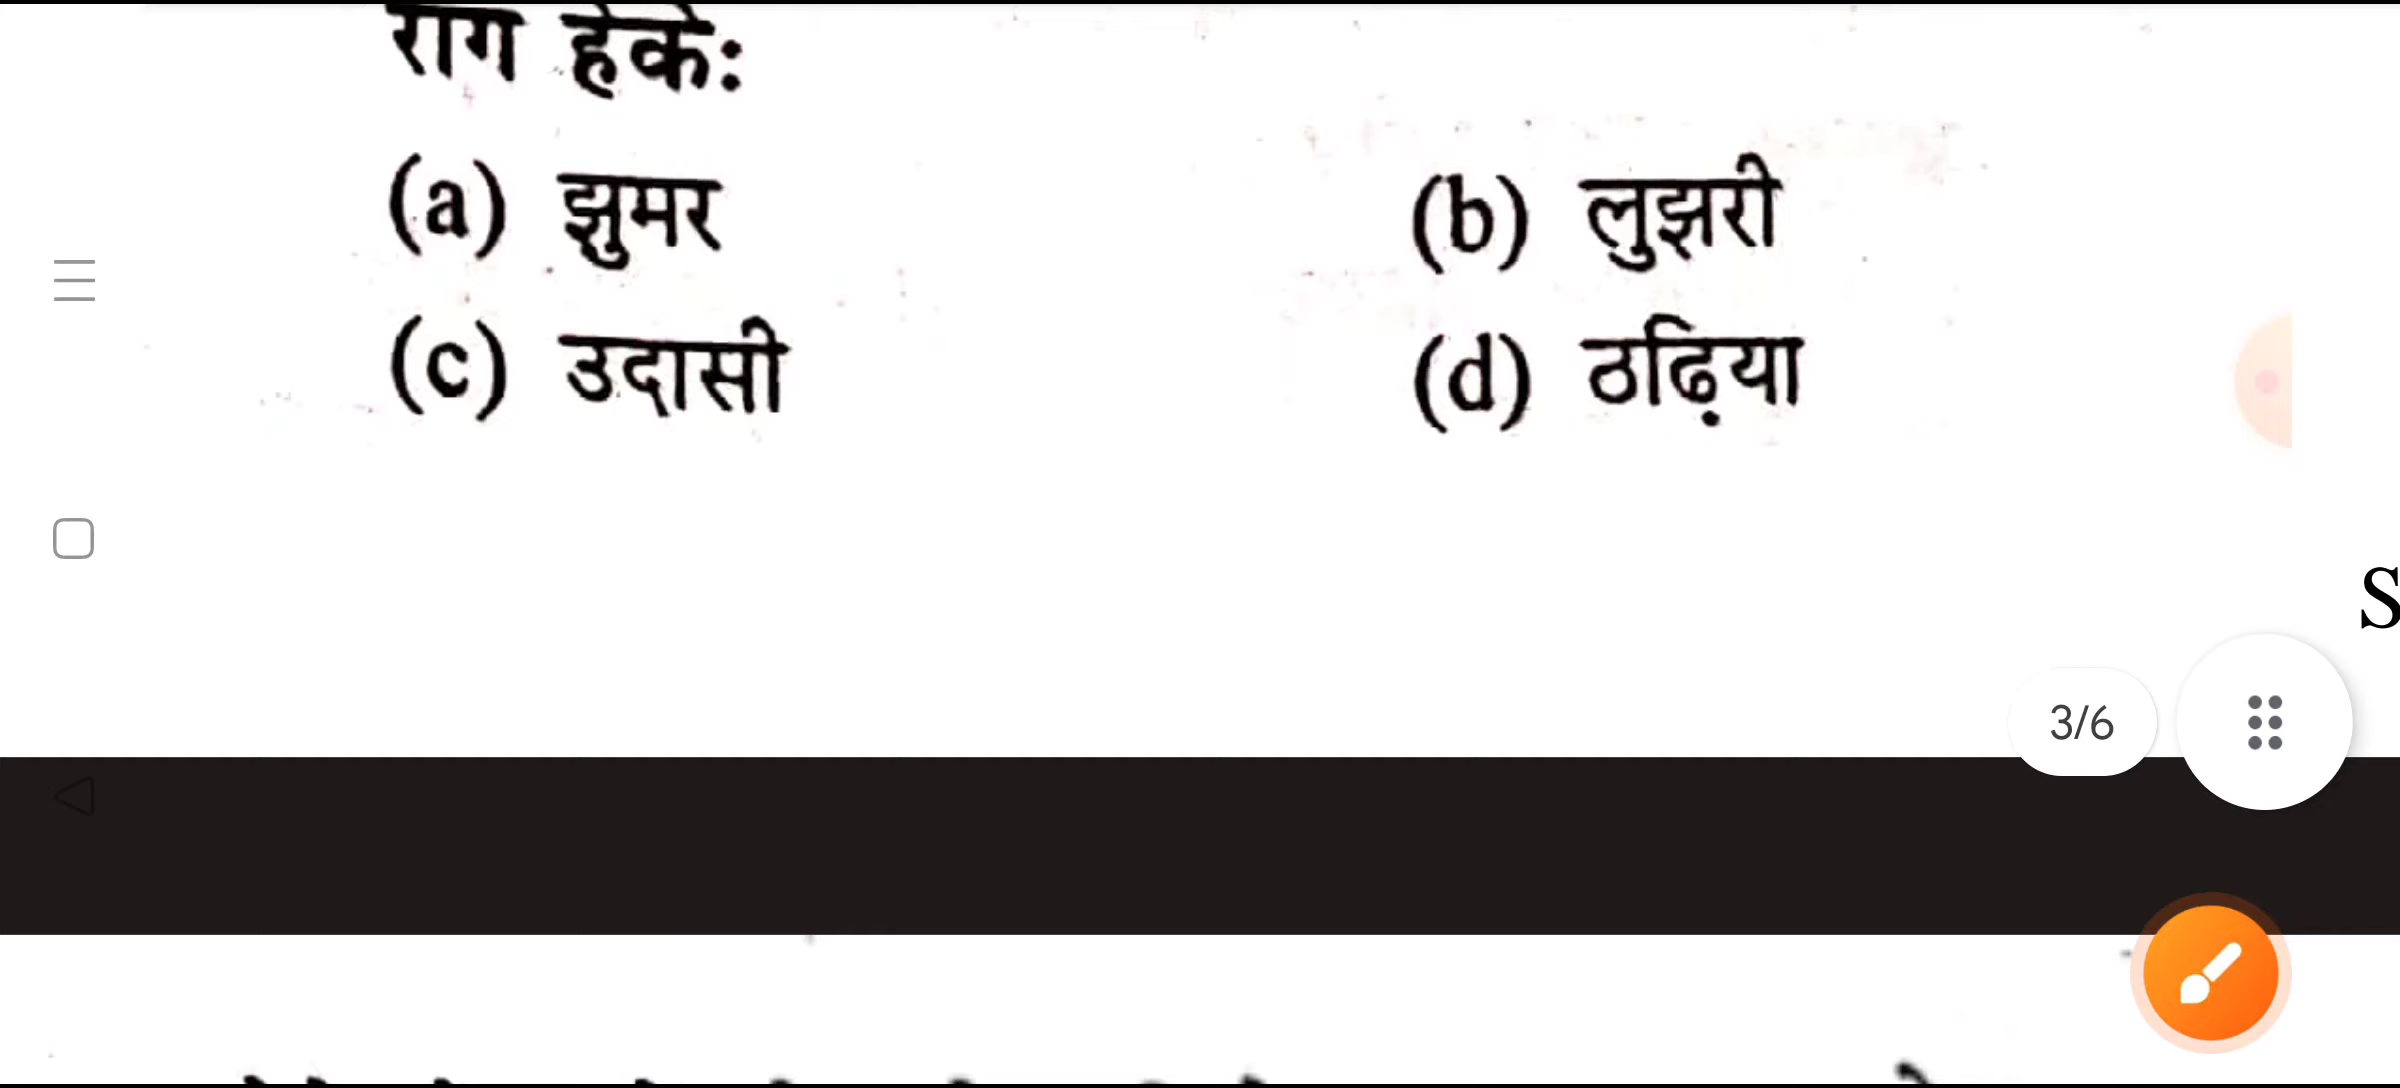 राग हेकेः
(a) झुमर (b) लुझरी
(c) उदासी (d) ठढ़िया
S
3/6